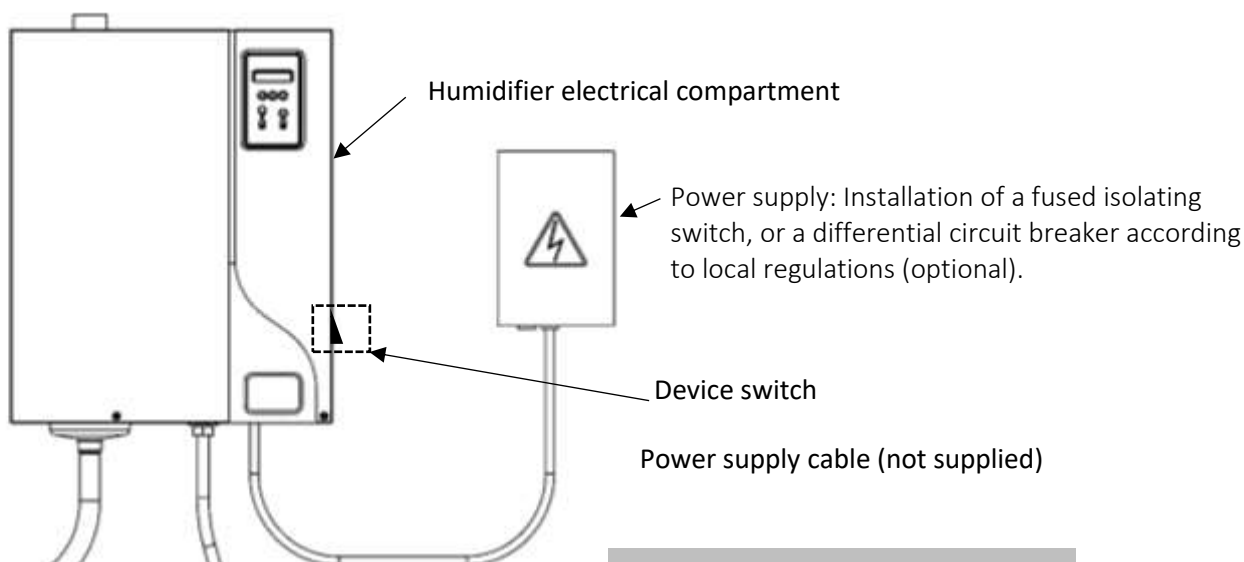 Humidifier electrical compartment
Power supply: Installation of a fused isolating
switch, or a differential circuit breaker according
to local regulations (optional).
Device switch
Power supply cable (not supplied)